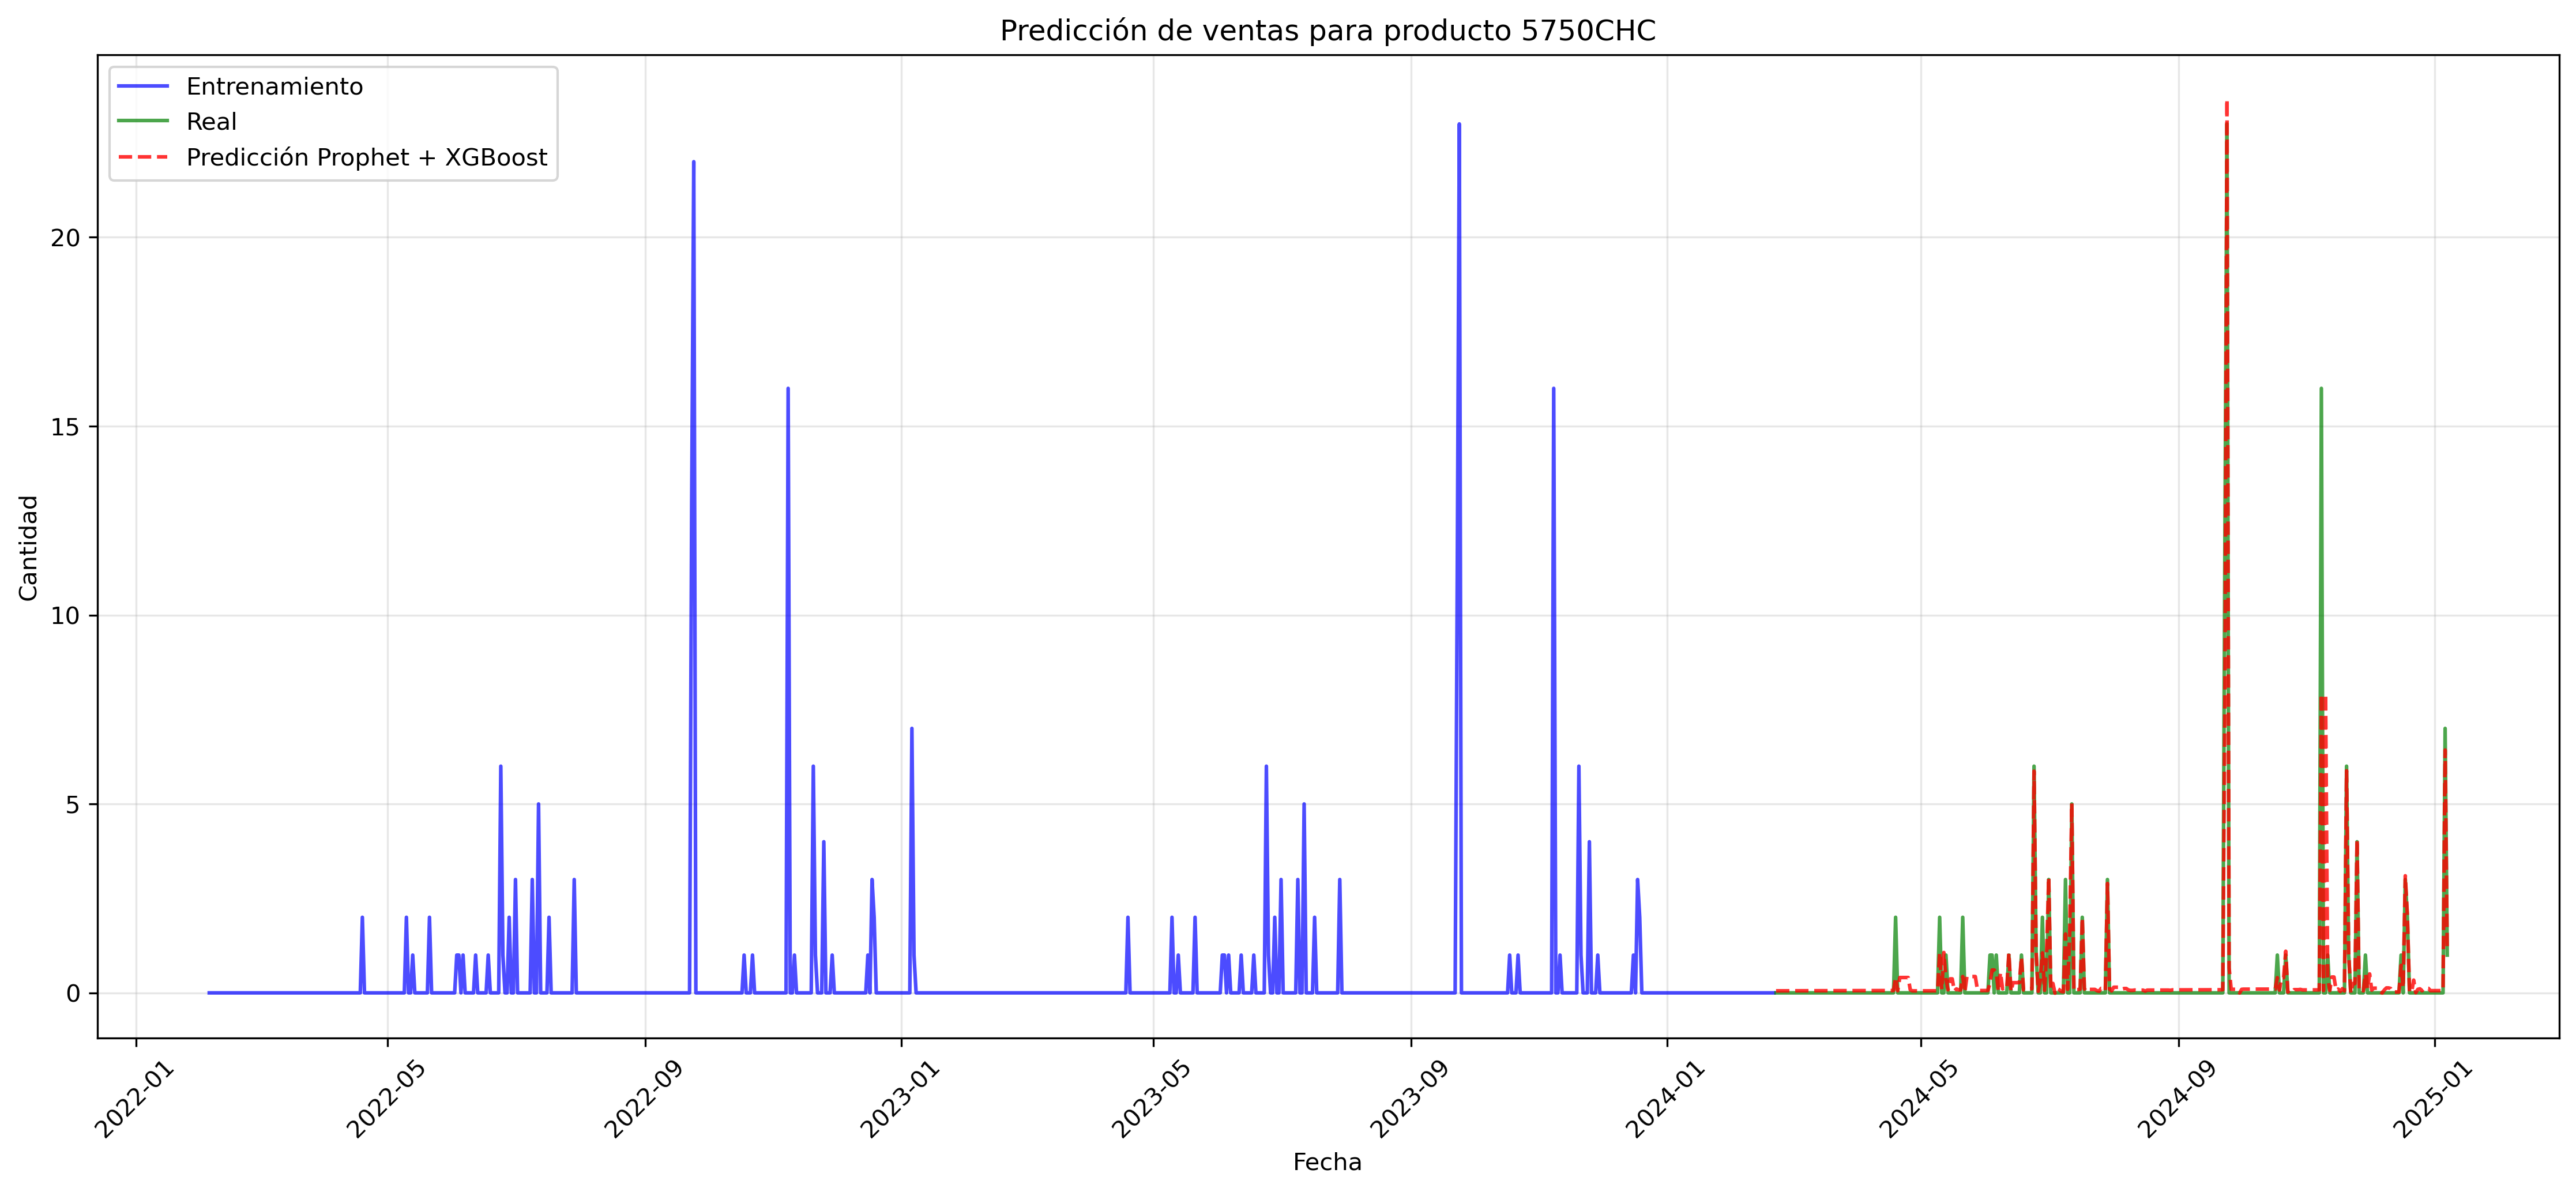 Predicción de ventas para producto 5750CHC
Entrenamiento
Real
Predicción Prophet + XGBoost
Cantidad
20
15
10
5
0
2022-01
2022-05
2022-09
2023-01
2023-05
2023-09
2024-01
2024-05
2024-09
2025-01
Fecha